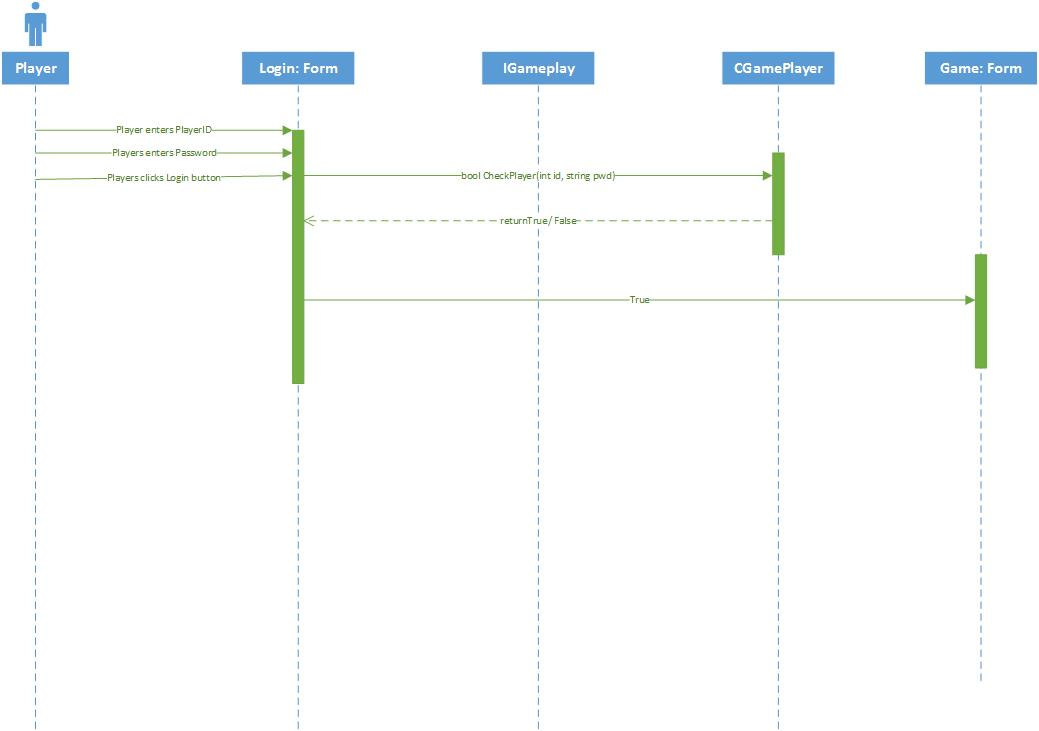 Player
Login: Form
IGameplay
CGamePlayer
Game: Form
Player enters PlayerID
Players enters Password
Players clicks Login button
bool CheckPlayer(int id, string pwd)
returnTrue/ False
True